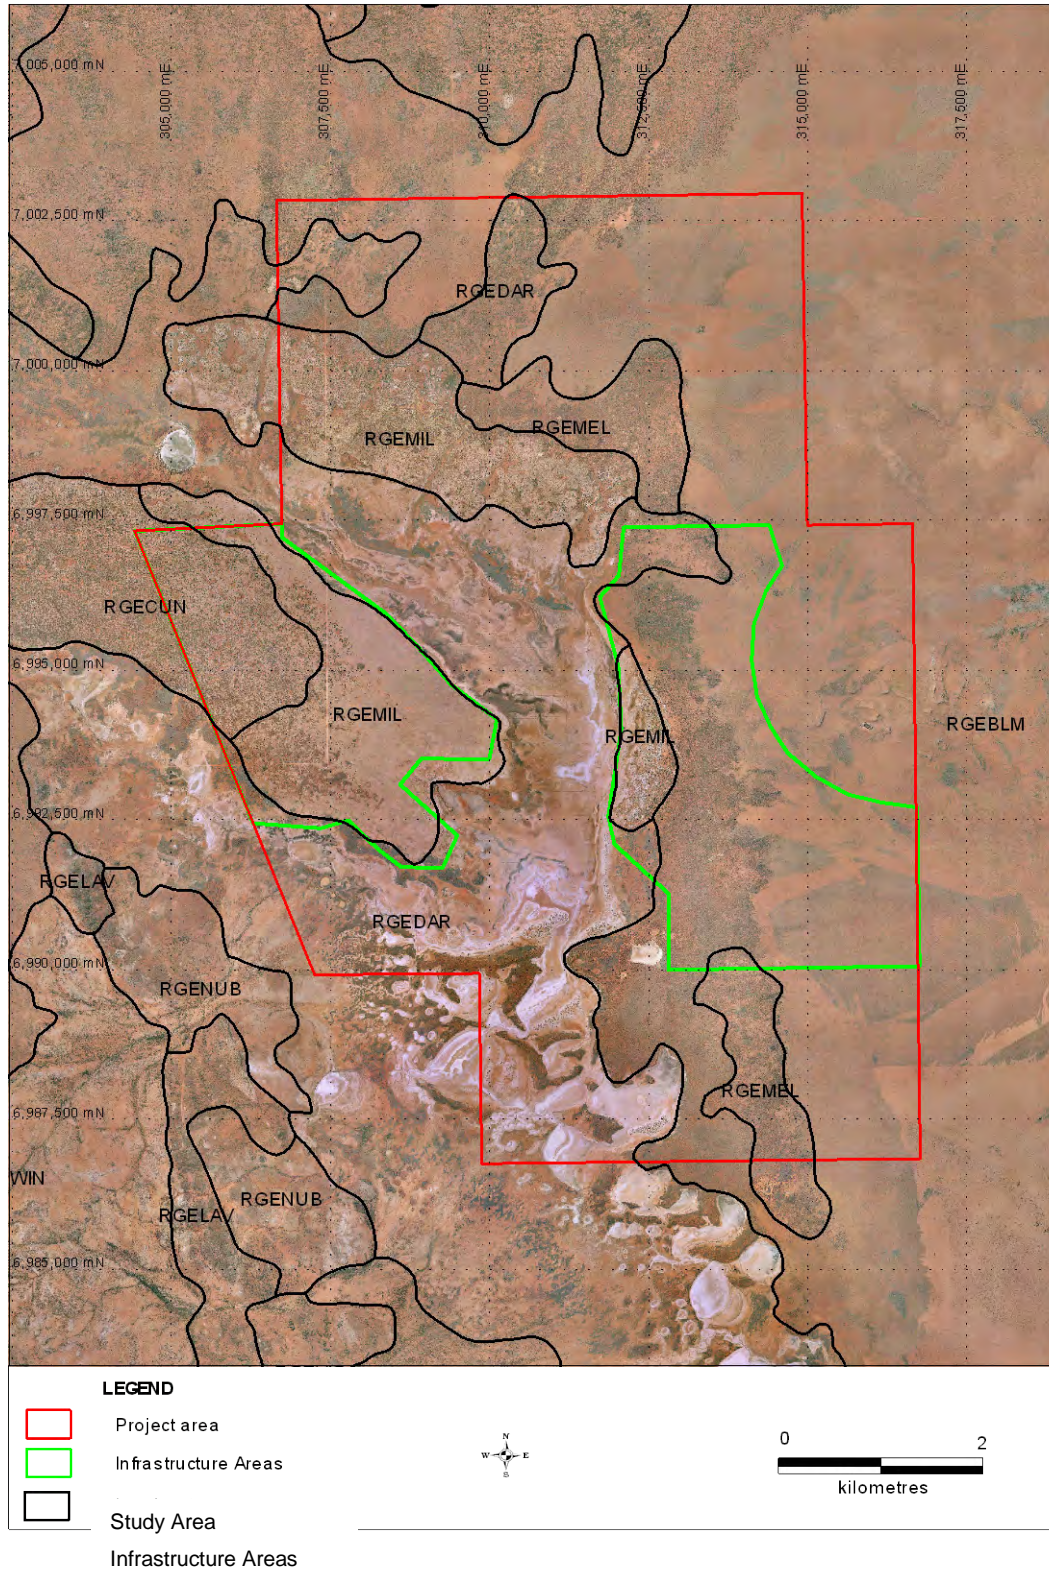 7,005,000 mN
305,000 mE
307,500 mE
310,000 mE
312,500 mE
315,000 mE
317,500 mE
7,002,500 mN
RGEDAR
7,000,000 mN
RGEMEL
RGEMIL
6,997,500 mN
RGECUN
6,995,000 mN
RGEMIL
RGEMIL
RGEBLM
6,992,500 mN
RGELAV
RGEDAR
6,990,000 mN
RGENUB
RGEMEL
6,987,500 mN
WIN
RGENUB
RGELAV
6,985,000 mN
LEGEND
Project area
Infrastructure Areas
Study Area
Infrastructure Areas
N
W E
S
0 2
kilometres